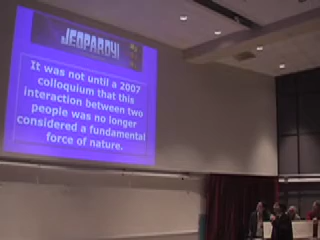 JEOPARDY!
It was not until a 2007
colloquium that this
interaction between two
people was no longer
considered a fundamental
force of nature.